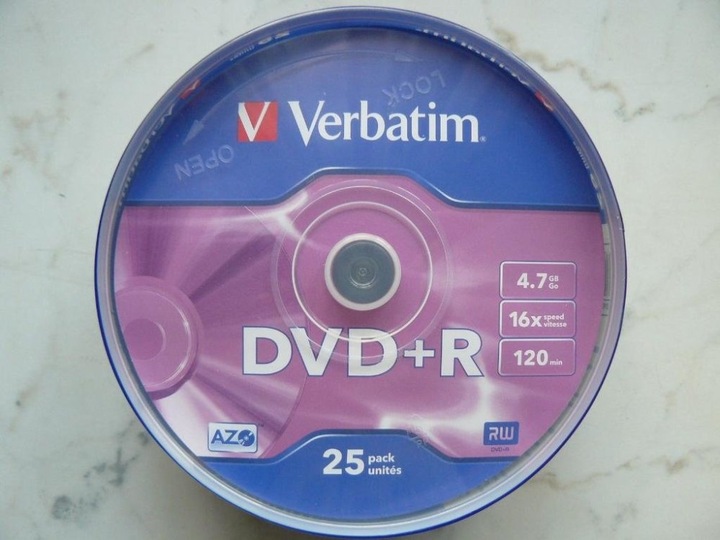 LOCK
OPEN
Verbatim
4.7 GB Go
16x speed vitesse
DVD+R
120 min
AZO
RW
DVD+R
25 pack unités